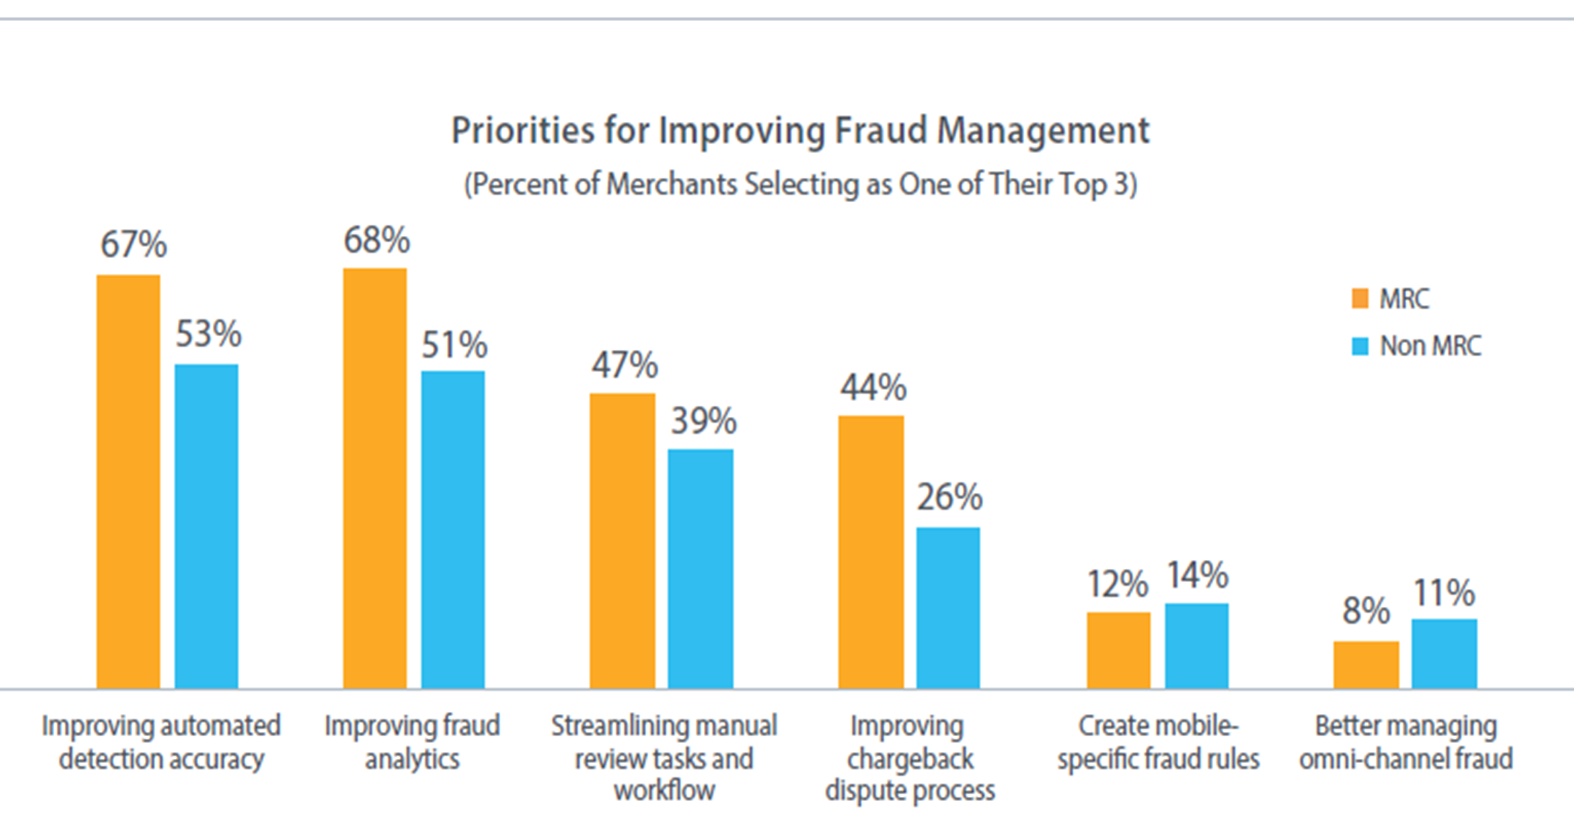 Priorities for Improving Fraud Management
(Percent of Merchants Selecting as One of Their Top 3)
67%
53%
68%
51%
47%
39%
44%
26%
12%
14%
8%
11%
MRC
Non MRC
Improving automated
detection accuracy
Improving fraud
analytics
Streamlining manual
review tasks and
workflow
Improving
chargeback
dispute process
Create mobile-
specific fraud rules
Better managing
omni-channel fraud